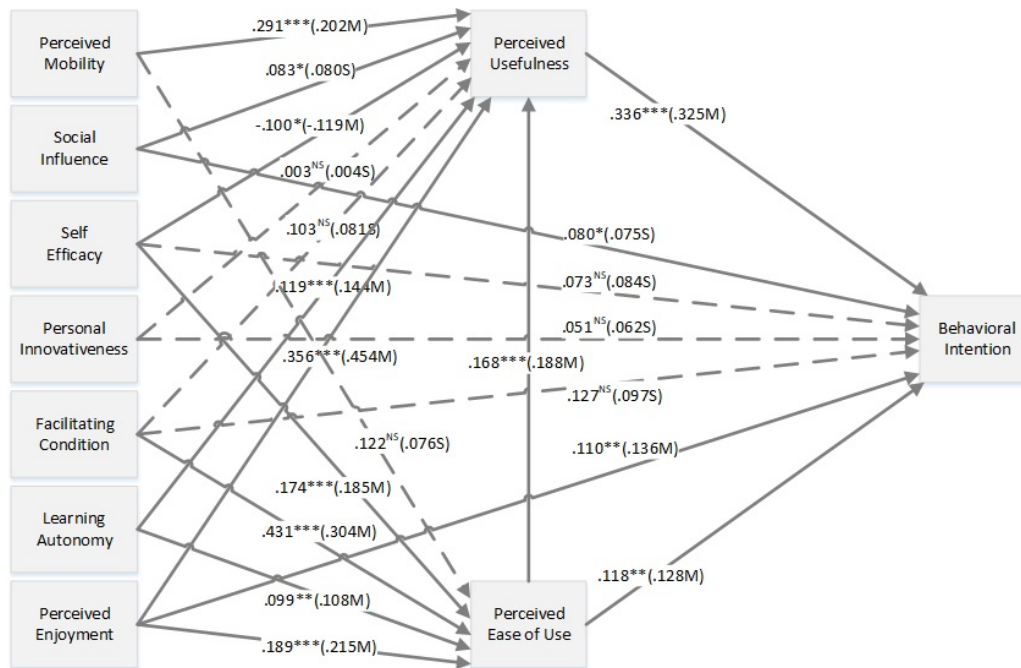 Perceived
Mobility
Social
Influence
Self
Efficacy
Personal
Innovativeness
Facilitating
Condition
Learning
Autonomy
Perceived
Enjoyment
.291***(.202M)
.083*(.080S)
-.100*(-.119M)
.003NS(.004S)
.103NS(.081S)
.119***(.144M)
.356***(.454M)
.122NS(.076S)
.174***(.185M)
.431***(.304M)
.099**(.108M)
.189***(.215M)
Perceived
Usefulness
.168***(.188M)
Perceived
Ease of Use
.336***(.325M)
.080*(.075S)
.073NS(.084S)
.051NS(.062S)
.127NS(.097S)
.110**(.136M)
.118**(.128M)
Behavioral
Intention